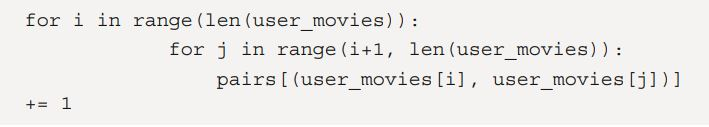 for i in range(len(user_movies)):
for j in range(i+1, len(user_movies)):
pairs[(user_movies[i], user_movies[j])]
+= 1